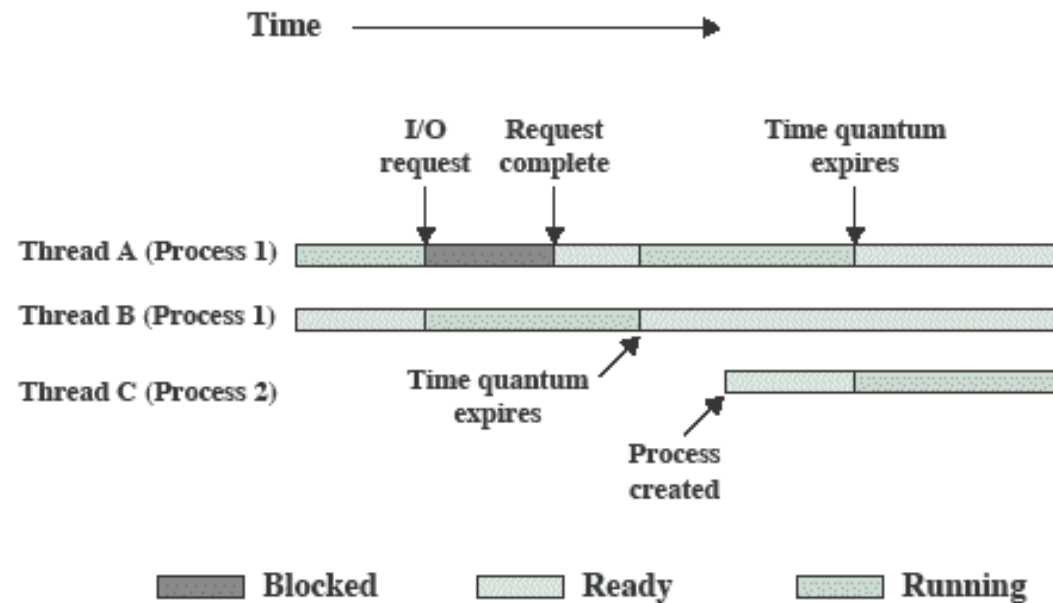 Time
I/O
request
Request
complete
Time quantum
expires
Thread A (Process 1)
Thread B (Process 1)
Thread C (Process 2)
Time quantum
expires
Process
created
Blocked
Ready
Running